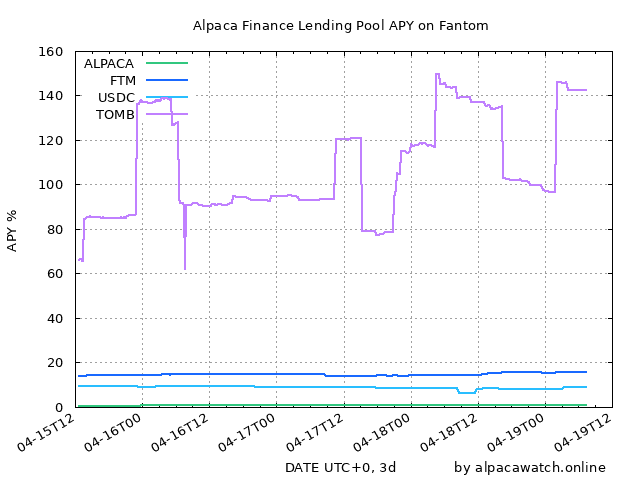 Alpaca Finance Lending Pool APY on Fantom
APY %
160
140
120
100
80
60
40
20
0
ALPACA
FTM
USDC
TOMB
04-15T12
04-16T00
04-16T12
04-17T00
04-17T12
04-18T00
04-18T12
04-19T00
04-19T12
DATE UTC+0, 3d
by alpacawatch.online